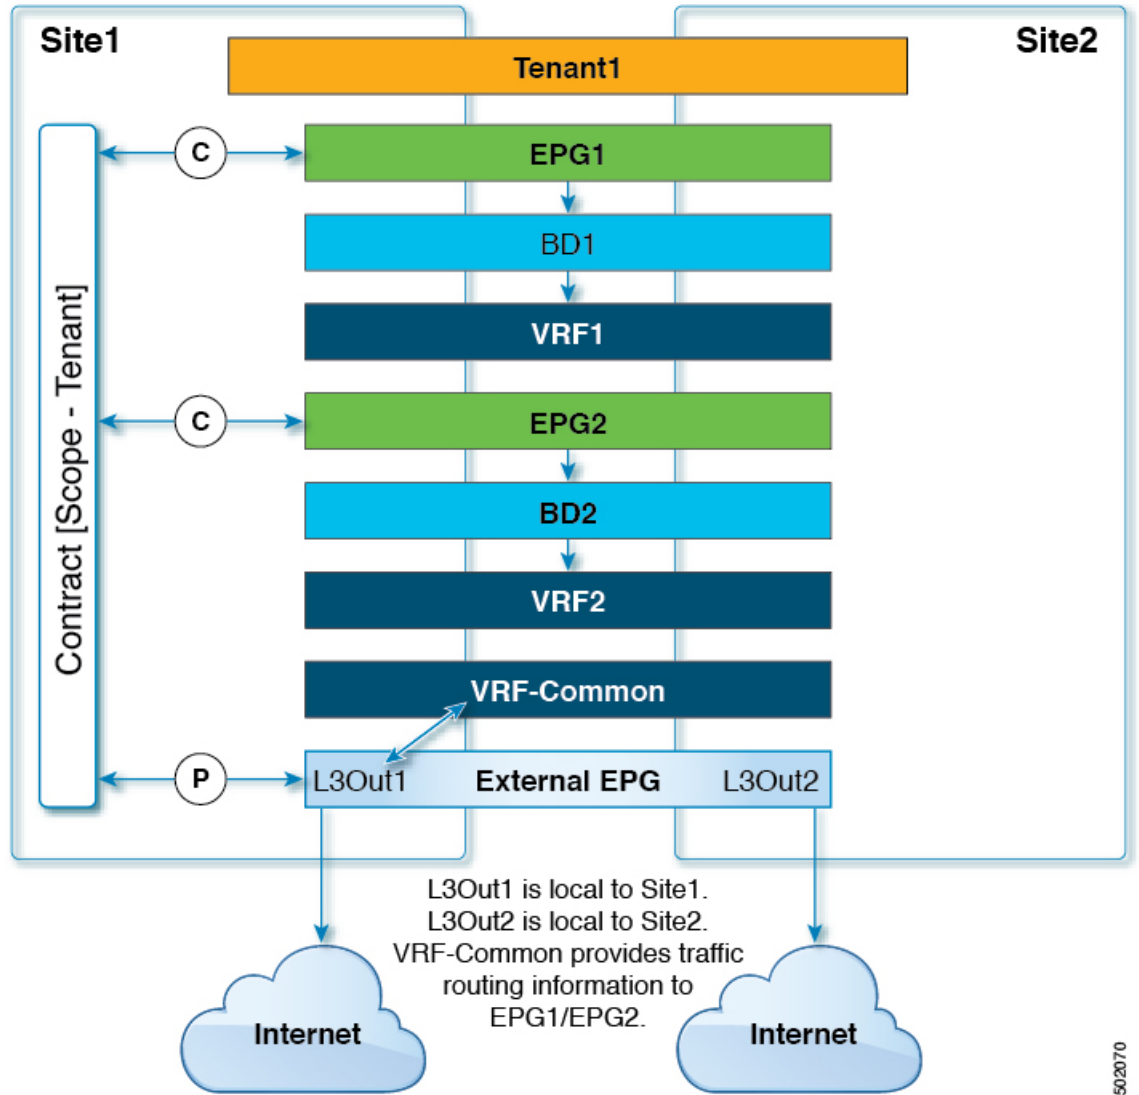 Site1
Site2
Tenant1
Contract [Scope - Tenant]
C
EPG1
BD1
VRF1
C
EPG2
BD2
VRF2
VRF-Common
P
L3Out1
External EPG
L3Out2
L3Out1 is local to Site1.
L3Out2 is local to Site2.
VRF-Common provides traffic
routing information to
EPG1/EPG2.
Internet
Internet
502070